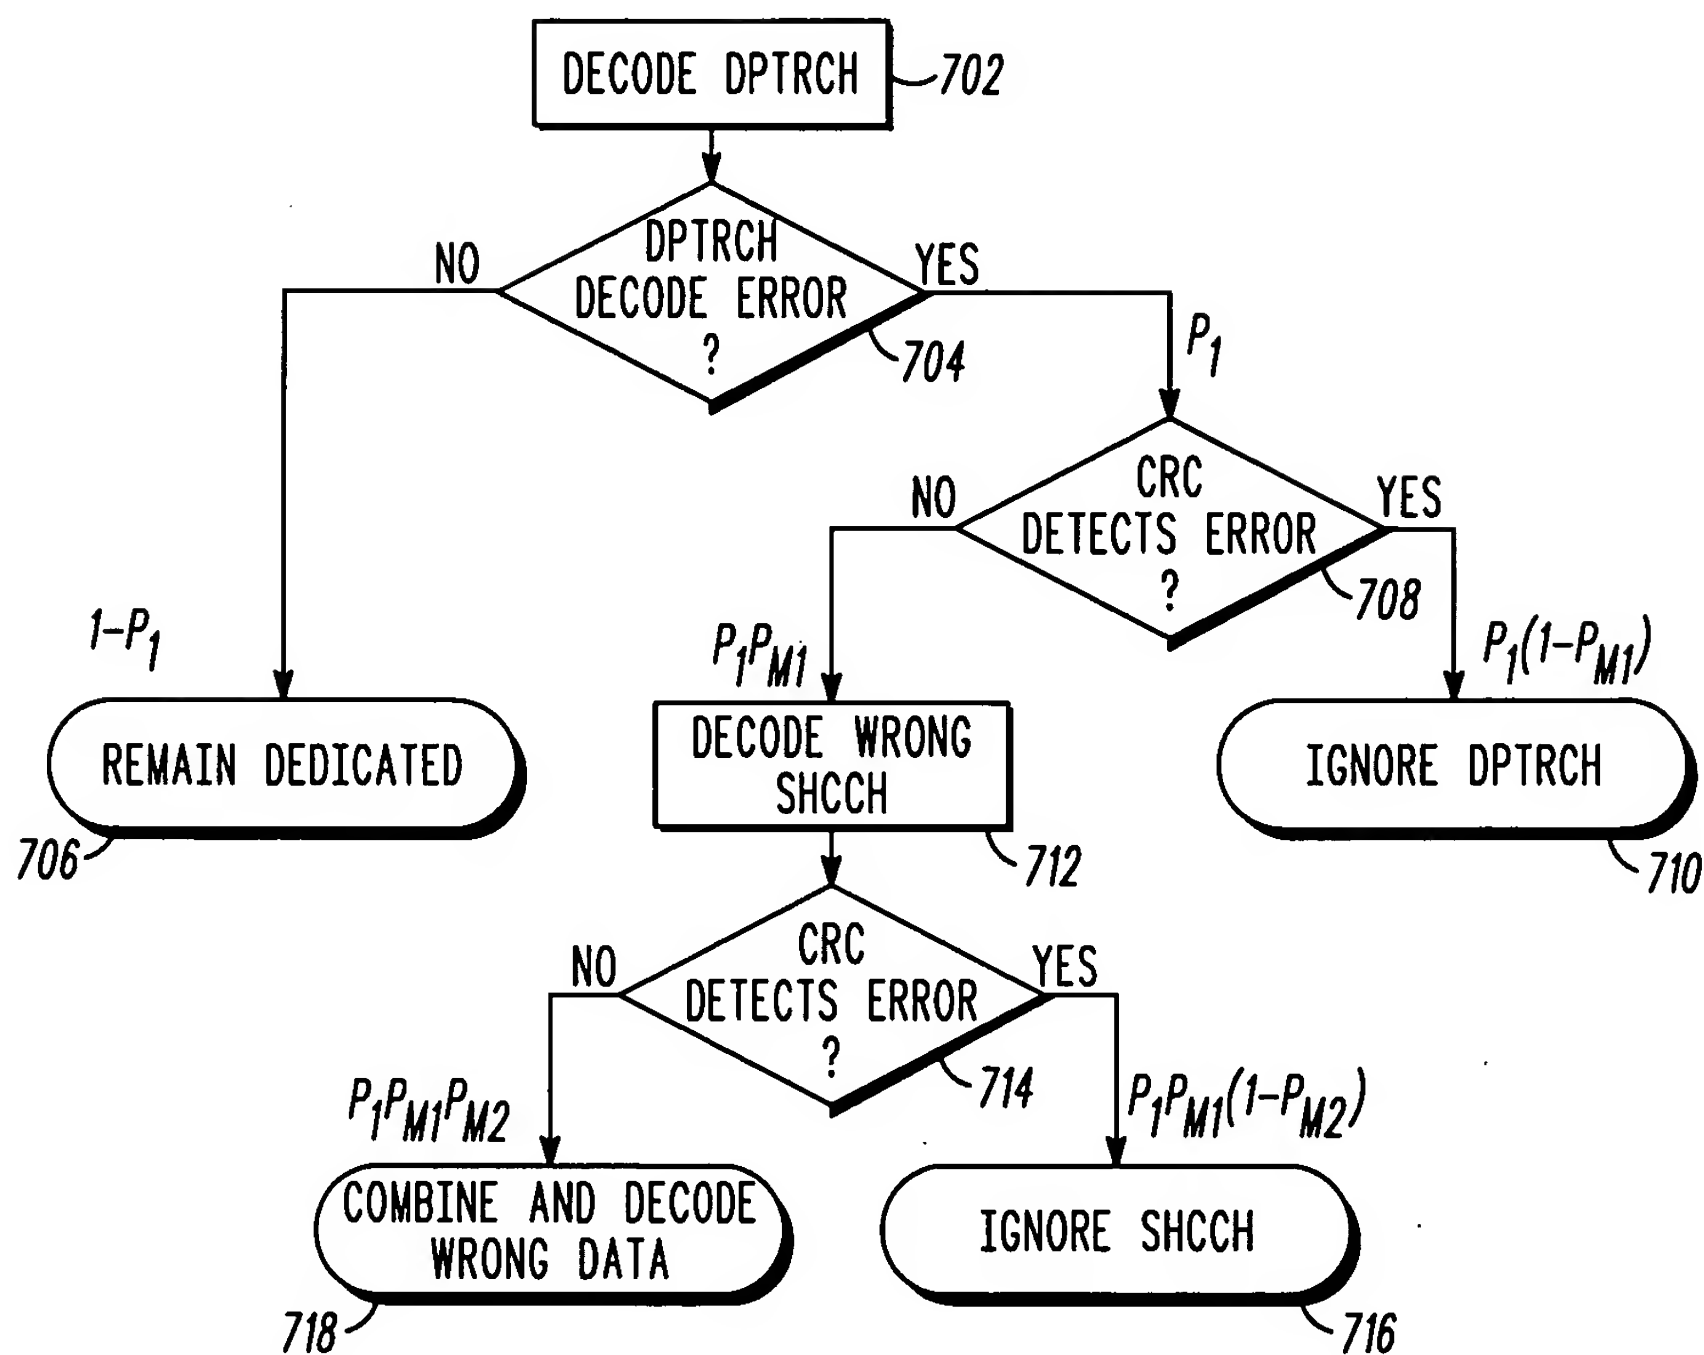 DECODE DPTRCH
702
DPTRCH
DECODE ERROR
?
NO
YES
704
P1
CRC
DETECTS ERROR
?
NO
YES
708
1-P1
P1PM1
P1(1-PM1)
REMAIN DEDICATED
706
DECODE WRONG
SHCCH
712
IGNORE DPTRCH
710
CRC
DETECTS ERROR
?
NO
YES
714
P1PM1PM2
P1PM1(1-PM2)
COMBINE AND DECODE
WRONG DATA
718
IGNORE SHCCH
716